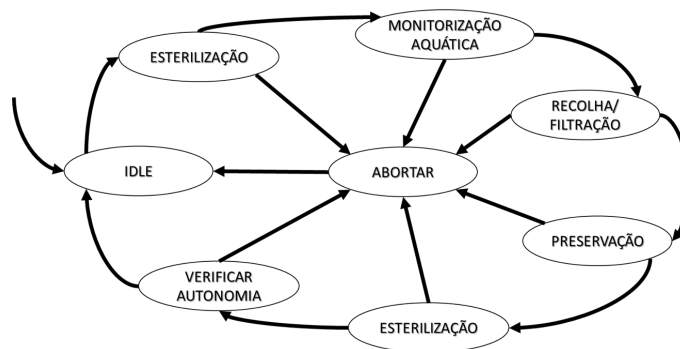 MONITORIZAÇÃO
AQUÁTICA
ESTERILIZAÇÃO
RECOLHA/
FILTRAÇÃO
IDLE
ABORTAR
PRESERVAÇÃO
VERIFICAR
AUTONOMIA
ESTERILIZAÇÃO